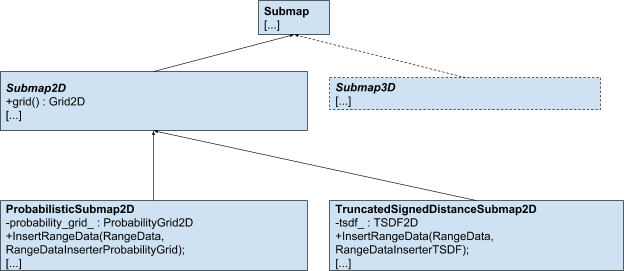 Submap
[...]
Submap2D
+grid() : Grid2D
[...]
Submap3D
[...]
ProbabilisticSubmap2D
-probability_grid_ : ProbabilityGrid2D
+InsertRangeData(RangeData,
RangeDataInserterProbabilityGrid);
[...]
TruncatedSignedDistanceSubmap2D
-tsdf_ : TSDF2D
+InsertRangeData(RangeData,
RangeDataInserterTSDF);
[...]